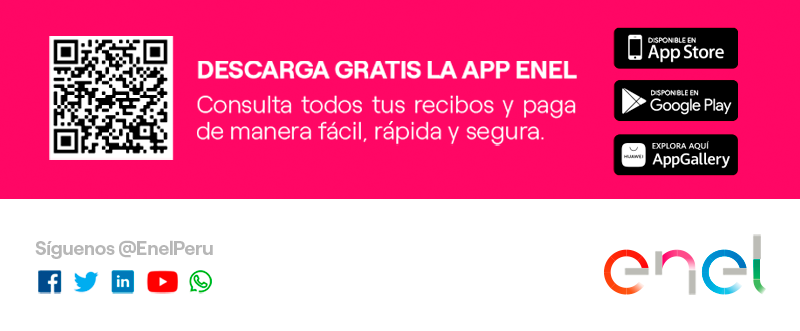 DESCARGA GRATIS LA APP ENEL
Consulta todos tus recibos y paga
de manera fácil, rápida y segura.
DISPONIBLE EN
App Store
DISPONIBLE EN
Google Play
HUAWEI
EXPLORA AQUÍ
AppGallery
Síguenos @EnelPeru
in
enel